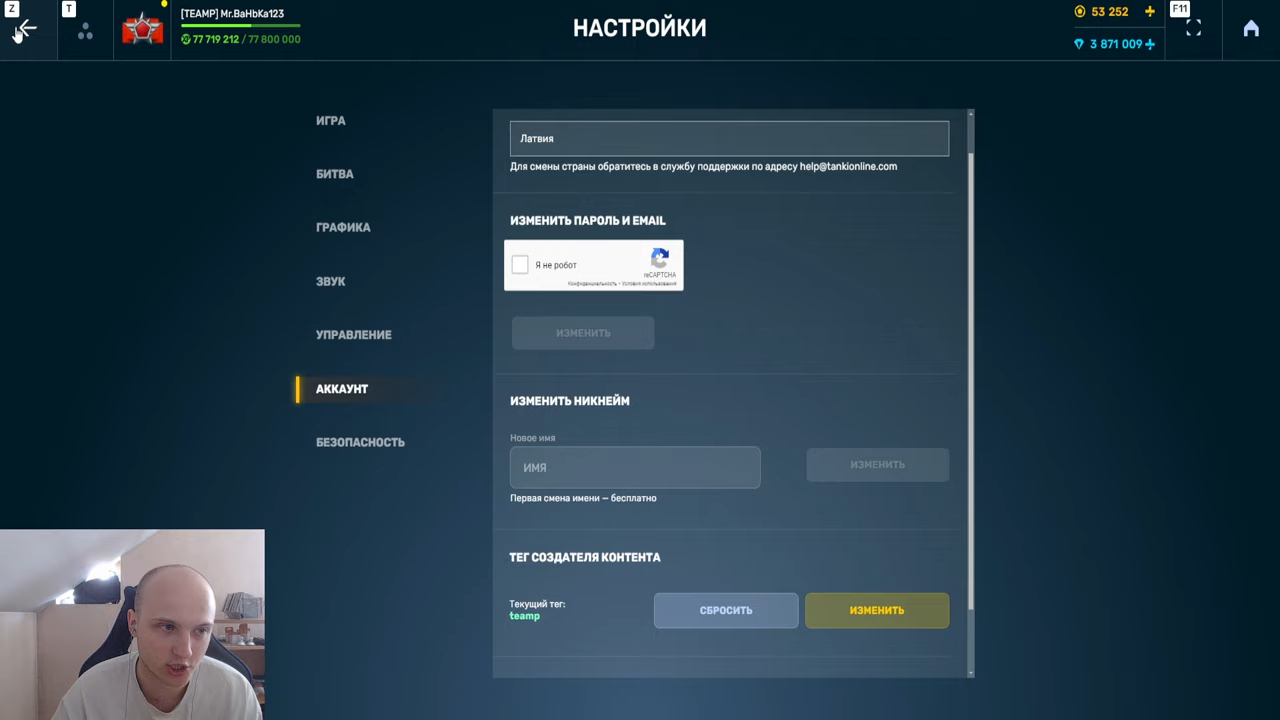 Z
T
[TEAMP] Mr.BaHbKa123
77 719 212 / 77 800 000
НАСТРОЙКИ
53 252
3 871 009
F11
ИГРА
БИТВА
ГРАФИКА
ЗВУК
УПРАВЛЕНИЕ
АККАУНТ
БЕЗОПАСНОСТЬ
Латвия
Для смены страны обратитесь в службу поддержки по адресу help@tankionline.com
ИЗМЕНИТЬ ПАРОЛЬ И EMAIL
Я не робот
reCAPTCHA
Конфиденциальность - Условия использования
ИЗМЕНИТЬ
ИЗМЕНИТЬ НИКНЕЙМ
Новое имя
ИМЯ
ИЗМЕНИТЬ
Первая смена имени — бесплатно
ТЕГ СОЗДАТЕЛЯ КОНТЕНТА
Текущий тег:
teamp
СБРОСИТЬ
ИЗМЕНИТЬ